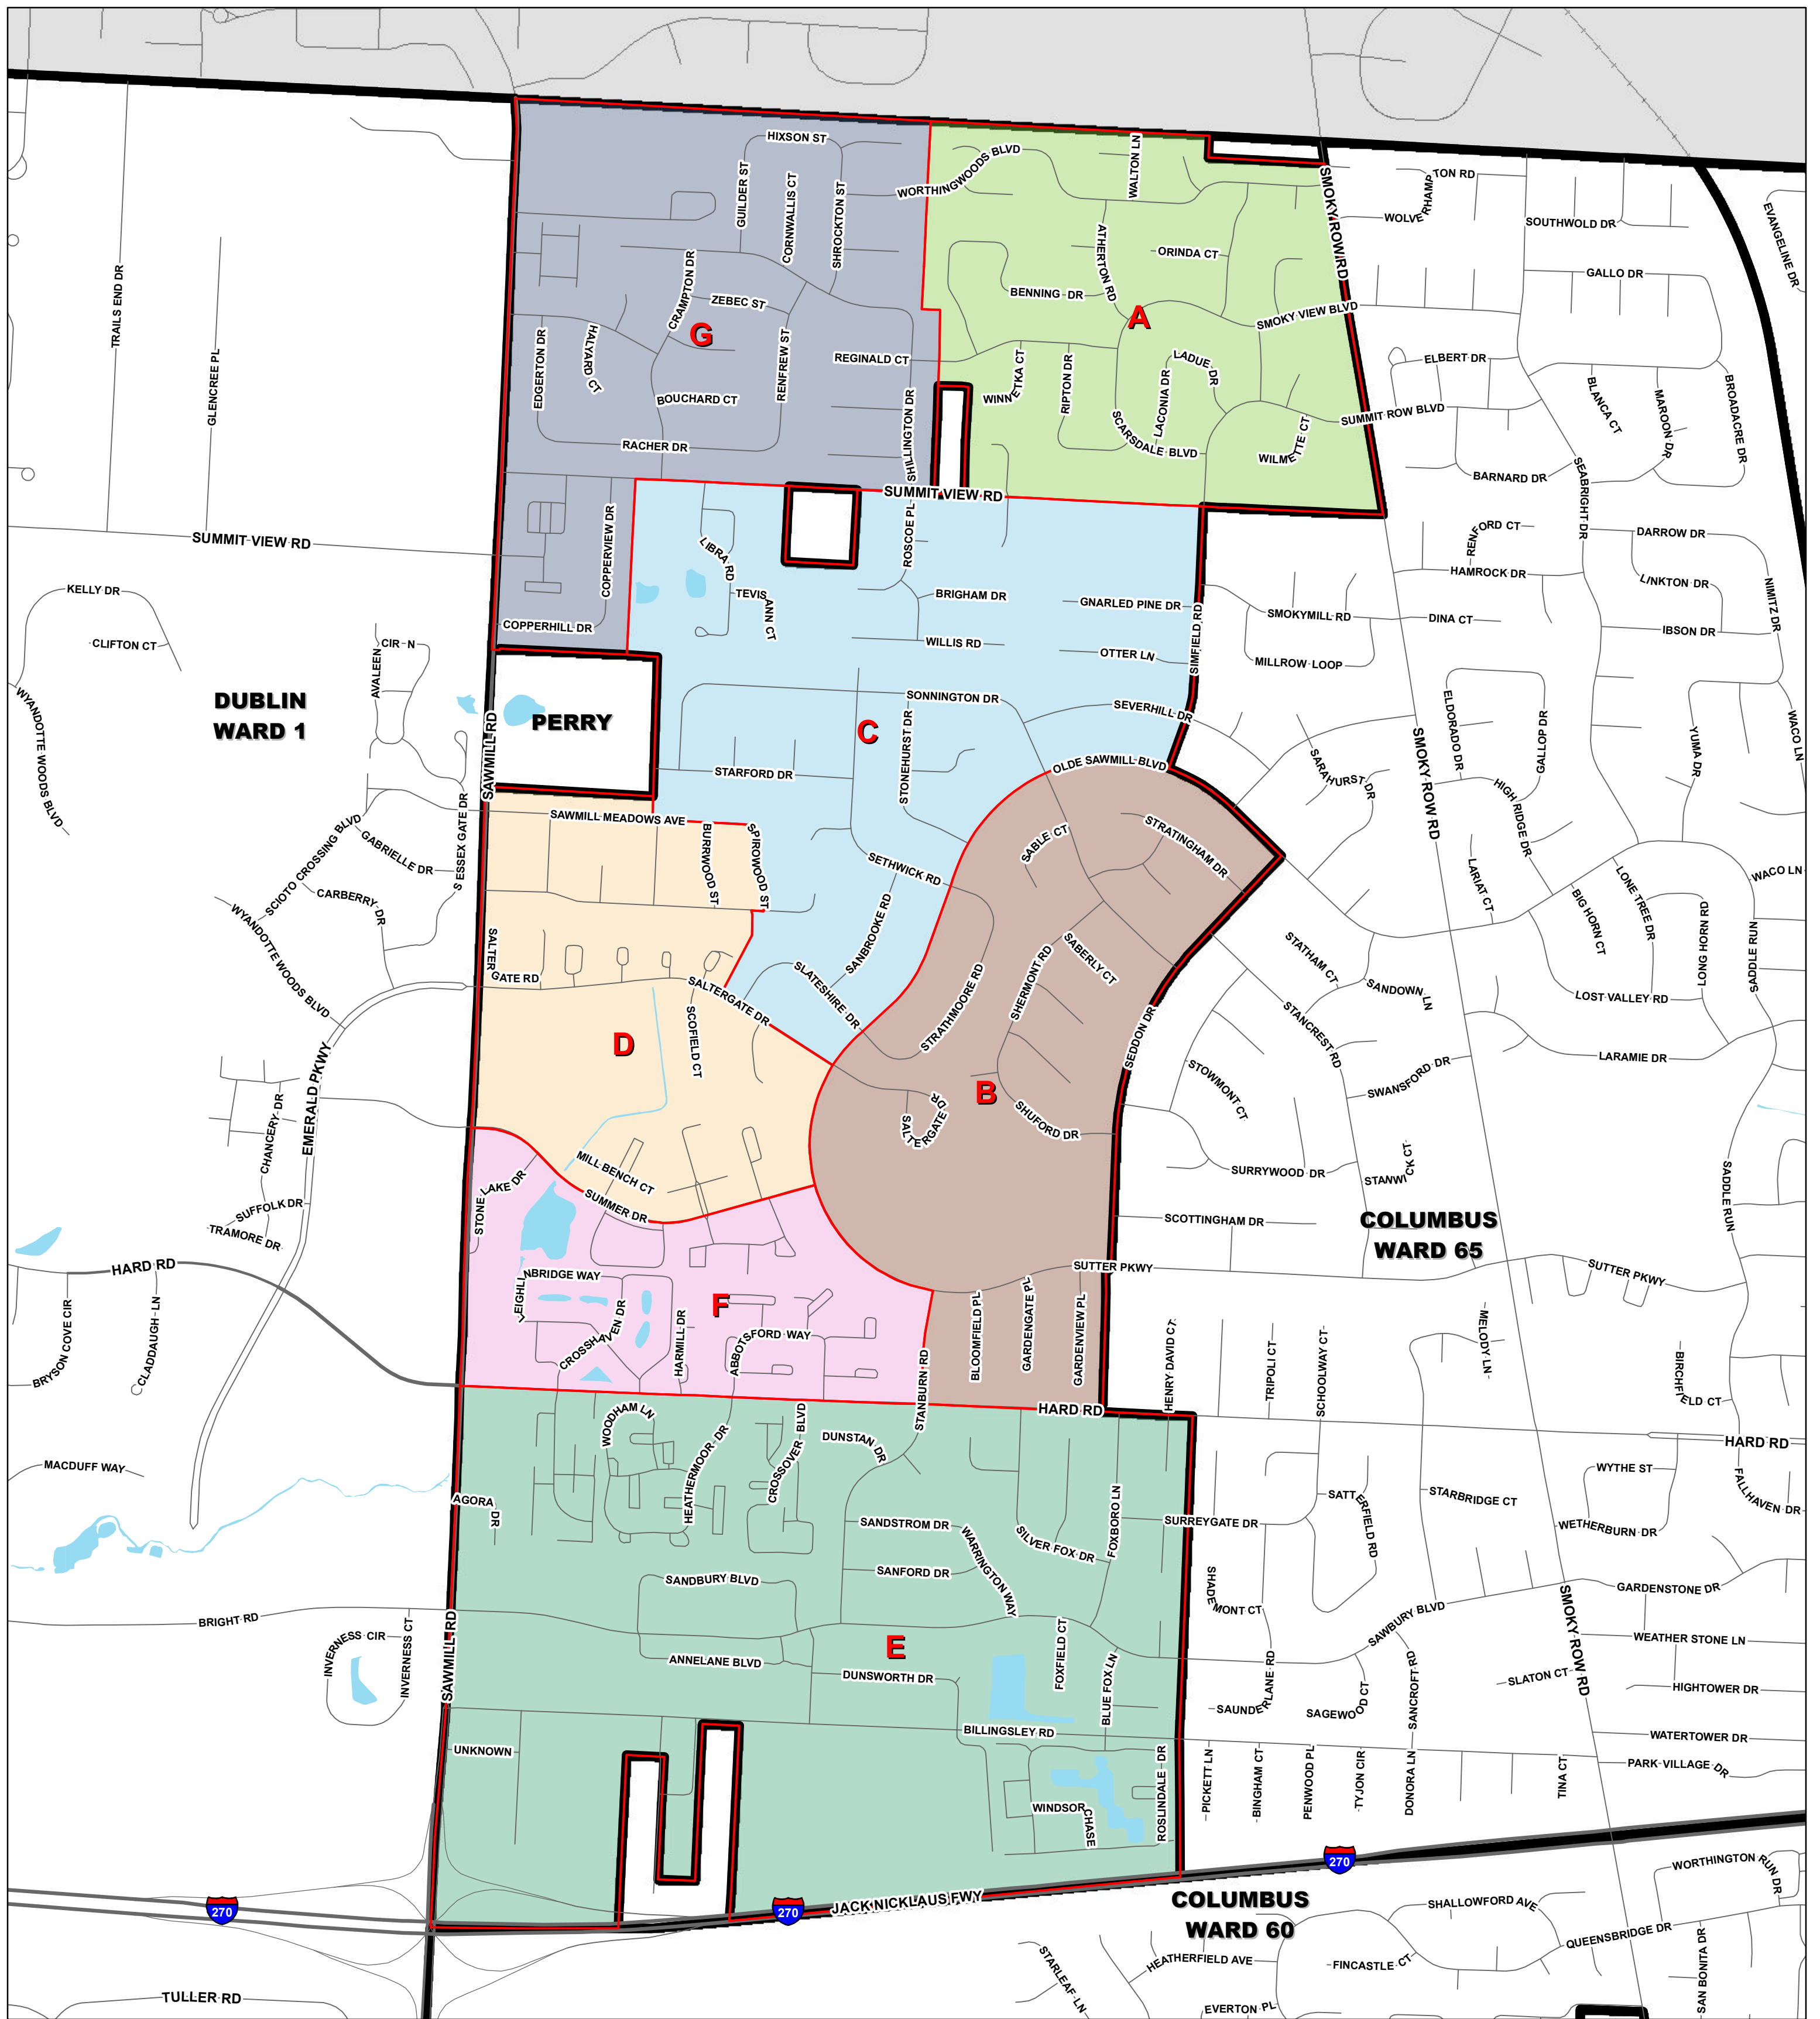 HIXSON ST
WORTHINGWOODS BLVD
WALTON LN
GUILDER ST
CORNWALLIS CT
SHROCKTON ST
SMOKY ROW RD
WOLVERHAMPTON RD
SOUTHWOLD DR
EVANGELINE DR
ATHERTON RD
ORINDA CT
GALLO DR
TRAILS END DR
CRAMPTON DR
ZEBEC ST
BENNING DR
A
SMOKY VIEW BLVD
G
GLENCREE PL
EDGERTON DR
HALYARD CT
RENFREW ST
REGINALD CT
LADUE DR
ELBERT DR
WINNETKA CT
RIPTON DR
LACONIA DR
BOUCHARD CT
SHILLINGTON DR
SUMMIT ROW BLVD
BLANCA CT
MAROON DR
BROADACRE DR
SCARSDALE BLVD
WILMETTE CT
RACHER DR
BARNARD DR
SEABRIGHT DR
SUMMIT VIEW RD
SUMMIT VIEW RD
COPPERVIEW DR
LIBRA RD
ROSCOE PL
RENFORD CT
DARROW DR
HAMROCK DR
LINKTON DR
NIMITZ DR
KELLY DR
TEVIS
ANN CT
BRIGHAM DR
GNARLED PINE DR
SIMFIELD RD
SMOKYMILL RD
DINA CT
COPPERHILL DR
IBSON DR
CLIFTON CT
AVALEEN
CIR N
WILLIS RD
OTTER LN
MILLROW LOOP
DUBLIN
WARD 1
PERRY
SAWMILL RD
SONNINGTON DR
SEVERHILL DR
ELDORADO DR
GALLOP DR
YUMA DR
WACO LN
WYANDOTTE WOODS BLVD
C
STONEHURST DR
STARFORD DR
OLDE SAWMILL BLVD
SARAHURST DR
SMOKY ROW RD
HIGH RIDGE DR
S ESSEX GATE DR
SCIOTO CROSSING BLVD
GABRIELLE DR
CARBERRY DR
WYANDOTTE WOODS BLVD
SAWMILL MEADOWS AVE
BURRWOOD ST
SPIROWOOD ST
SETHWICK RD
SABLE CT
STRATINGHAM DR
LARIAT CT
BIG HORN CT
LONE TREE DR
LONG HORN RD
WACO LN
SADDLE RUN
SANBROOKE RD
SALTER
GATE RD
SALTERGATE DR
SLATESHIRE DR
STRATHMOORE RD
SHERMONT RD
SABERLY CT
STATHAM CT
SANDOWN LN
STANCREST RD
LOST VALLEY RD
D
SCOFIELD CT
EMERALD PKWY
CHANCERY DR
SEDDON DR
STOWMONT CT
SWANSFORD DR
LARAMIE DR
B
SALTERGATE DR
SHUFORD DR
SURRYWOOD DR
STANWICK CT
SADDLE RUN
MILL BENCH CT
STONE
LAKE DR
SUMMER DR
SUFFOLK DR
TRAMORE DR
SCOTTINGHAM DR
COLUMBUS
WARD 65
HARD RD
SUTTER PKWY
SUTTER PKWY
LEIGHLINBRIDGE WAY
F
CROSSHAVEN DR
HARMILL DR
ABBOTSFORD WAY
STANBURN RD
BLOOMFIELD PL
GARDENGATE PL
GARDENVIEW PL
HENRY DAVID CT
TRIPOLI CT
SCHOOLWAY CT
MELODY LN
BIRCHFIELD CT
BRYSON COVE CIR
CLADDAUGH LN
HARD RD
HARD RD
WOODHAM LN
HEATHERMOOR DR
CROSSOVER BLVD
DUNSTAN DR
MACDUFF WAY
AGORA
DR
WYTHE ST
STARBRIDGE CT
FALLHAVEN DR
SATTERFIELD RD
WETHERBURN DR
SANDSTROM DR
WARRINGTON WAY
SILVER FOX DR
FOXBORO LN
SURREYGATE DR
SANFORD DR
SANDBURY BLVD
SHADEMONT CT
SAWBURY BLVD
SMOKY ROW RD
GARDENSTONE DR
BRIGHT RD
INVERNESS CIR
INVERNESS CT
SAWMILL RD
E
ANNELANE BLVD
DUNSWORTH DR
FOXFIELD CT
BLUE FOX LN
SAUNDERLANE RD
SAGEWOOD CT
SANCROFT RD
SLATON CT
WEATHER STONE LN
HIGHTOWER DR
WATERTOWER DR
PARK VILLAGE DR
UNKNOWN
BILLINGSLEY RD
WINDSOR
CHASE
ROSLINDALE DR
PICKETT LN
BINGHAM CT
PENWOOD PL
TYJON CIR
DONORA LN
TINA CT
270
270
270
JACK NICKLAUS FWY
COLUMBUS
WARD 60
WORTHINGTON RUN DR
SHALLOWFORD AVE
QUEENSBRIDGE DR
SAN BONITA DR
STARLEAF LN
HEATHERFIELD AVE
FINCASTLE CT
EVERTON PL
TULLER RD